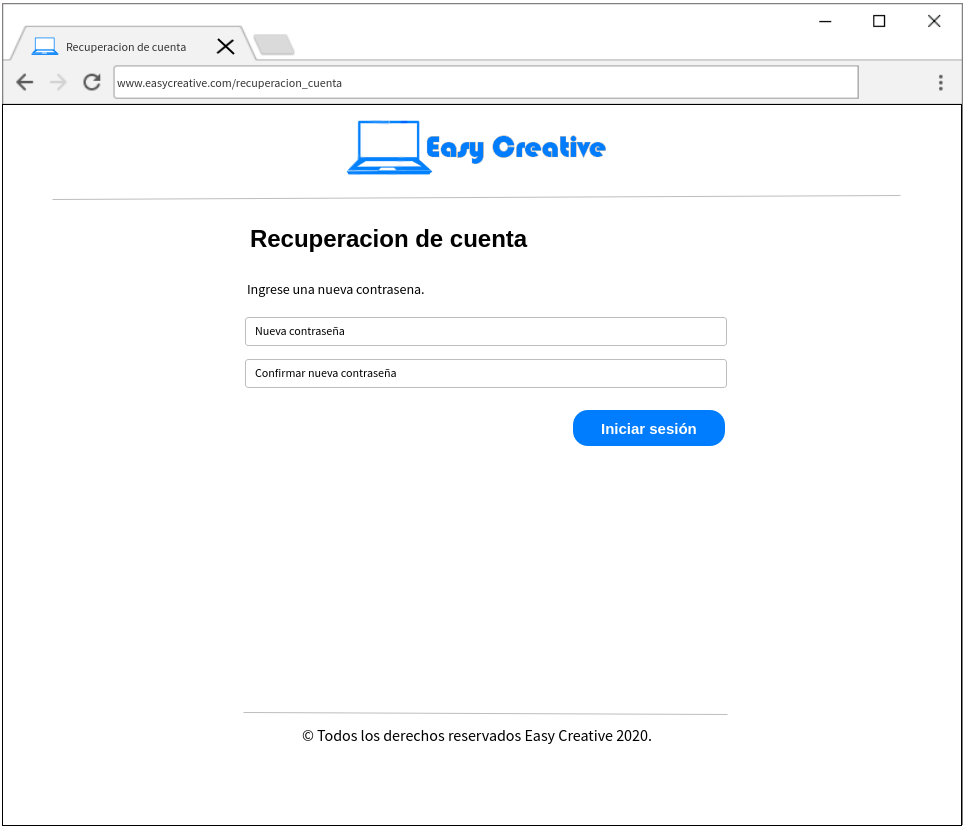 Recuperacion de cuenta
www.easycreative.com/recuperacion_cuenta
Easy Creative
Recuperacion de cuenta
Ingrese una nueva contrasena.
Nueva contraseña
Confirmar nueva contraseña
Iniciar sesión
© Todos los derechos reservados Easy Creative 2020.